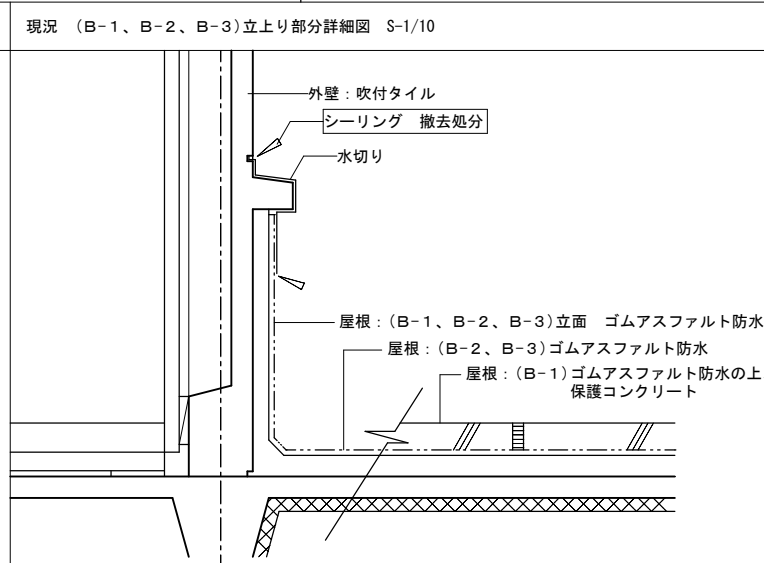 現況 （B-1、B-2、B-3）立上り部分詳細図 S-1/10
外壁：吹付タイル
シーリング 撤去処分
水切り
屋根：（B-1、B-2、B-3）立面 ゴムアスファルト防水
屋根：（B-2、B-3）ゴムアスファルト防水
屋根：（B-1）ゴムアスファルト防水の上
保護コンクリート